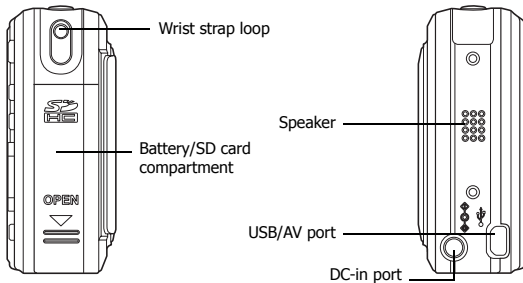 Wrist strap loop
SD
HC
Battery/SD card
compartment
OPEN
Speaker
USB/AV port
DC-in port